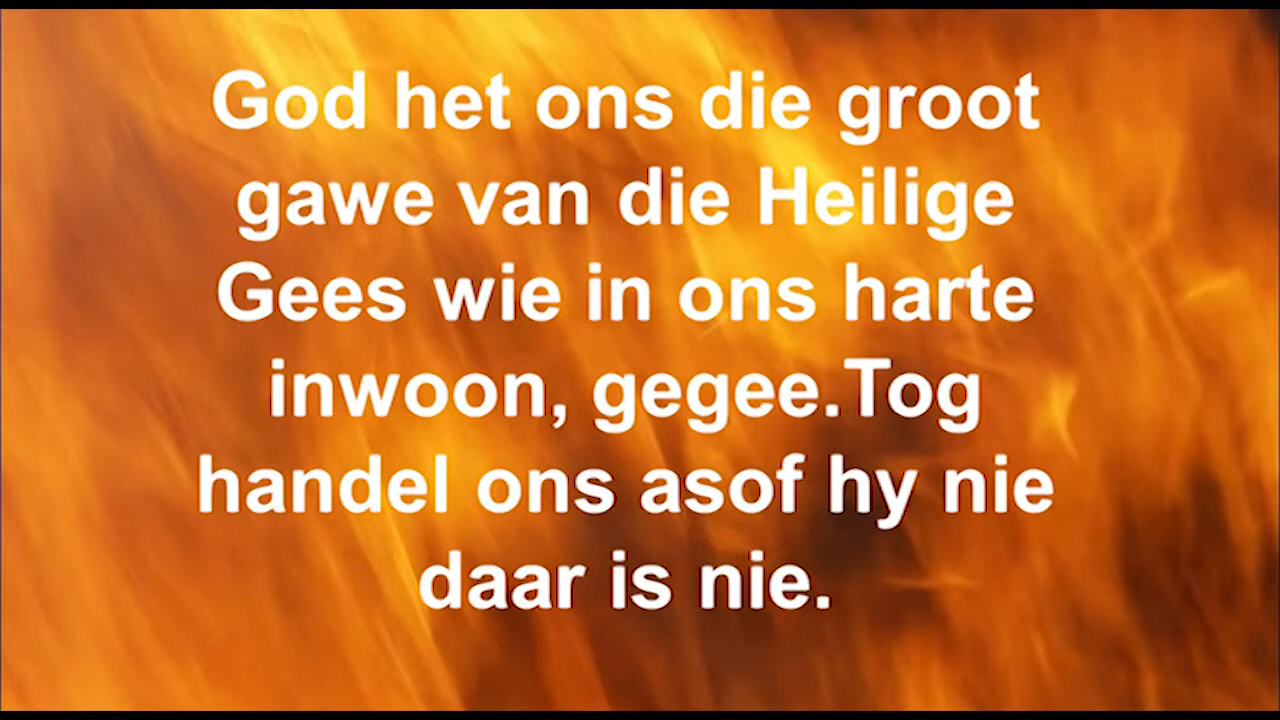 God het ons die groot
gawe van die Heilige
Gees wie in ons harte
inwoon, gegee.Tog
handel ons asof hy nie
daar is nie.